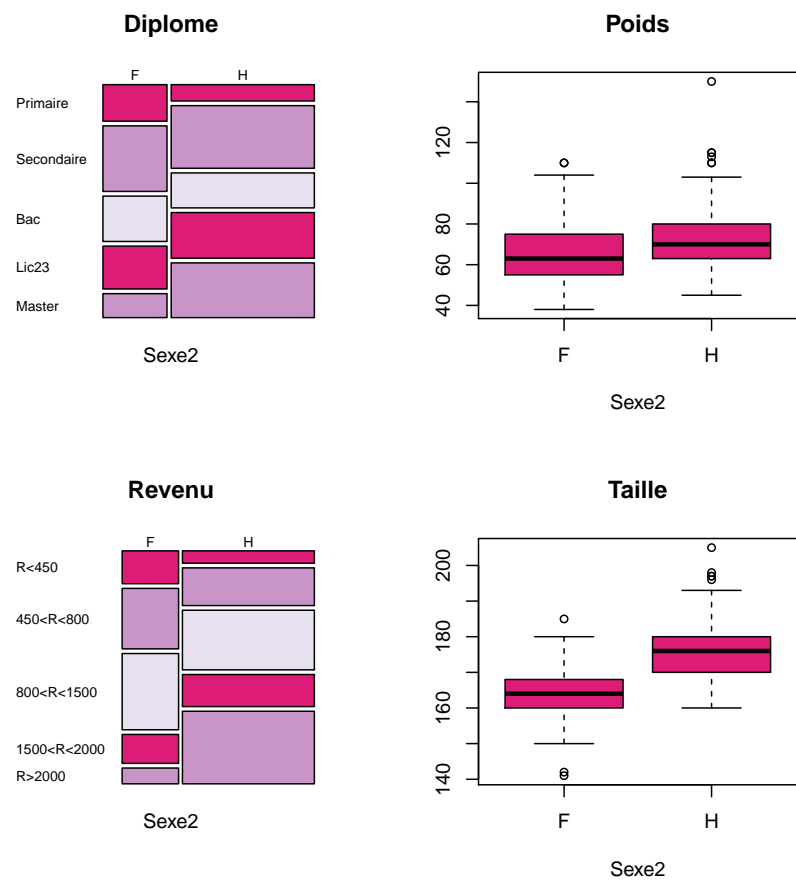 Diplome
F H
Primaire
Secondaire
Bac
Lic23
Master
Sexe2
Poids
120
80
60
40
F H
Sexe2
Revenu
F H
R<450
450<R<800
800<R<1500
1500<R<2000
R>2000
Sexe2
Taille
200
180
160
140
F H
Sexe2